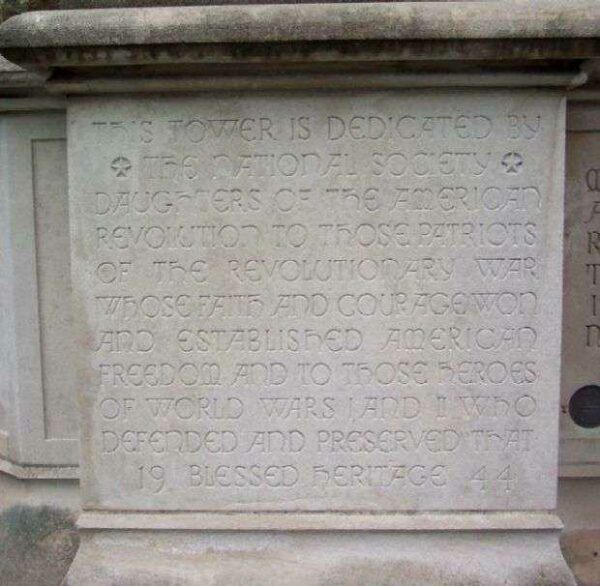 THIS TOWER IS DEDICATED BY
THE NATIONAL SOCIETY
DAUGHTERS OF THE AMERICAN
REVOLUTION TO THOSE PATRIOTS
OF THE REVOLUTIONARY WAR
WHOSE FAITH AND COURAGE WON
AND ESTABLISHED AMERICAN
FREEDOM AND TO THOSE HEROES
OF WORLD WARS I AND II WHO
DEFENDED AND PRESERVED THAT
19 BLESSED HERITAGE 44